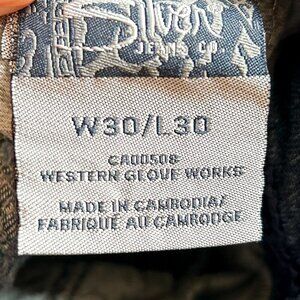 Silver
JEANS CO
W30/L30
CA00508
WESTERN GLOVE WORKS
MADE IN CAMBODIA/
FABRIQUÉ AU CAMBODGE